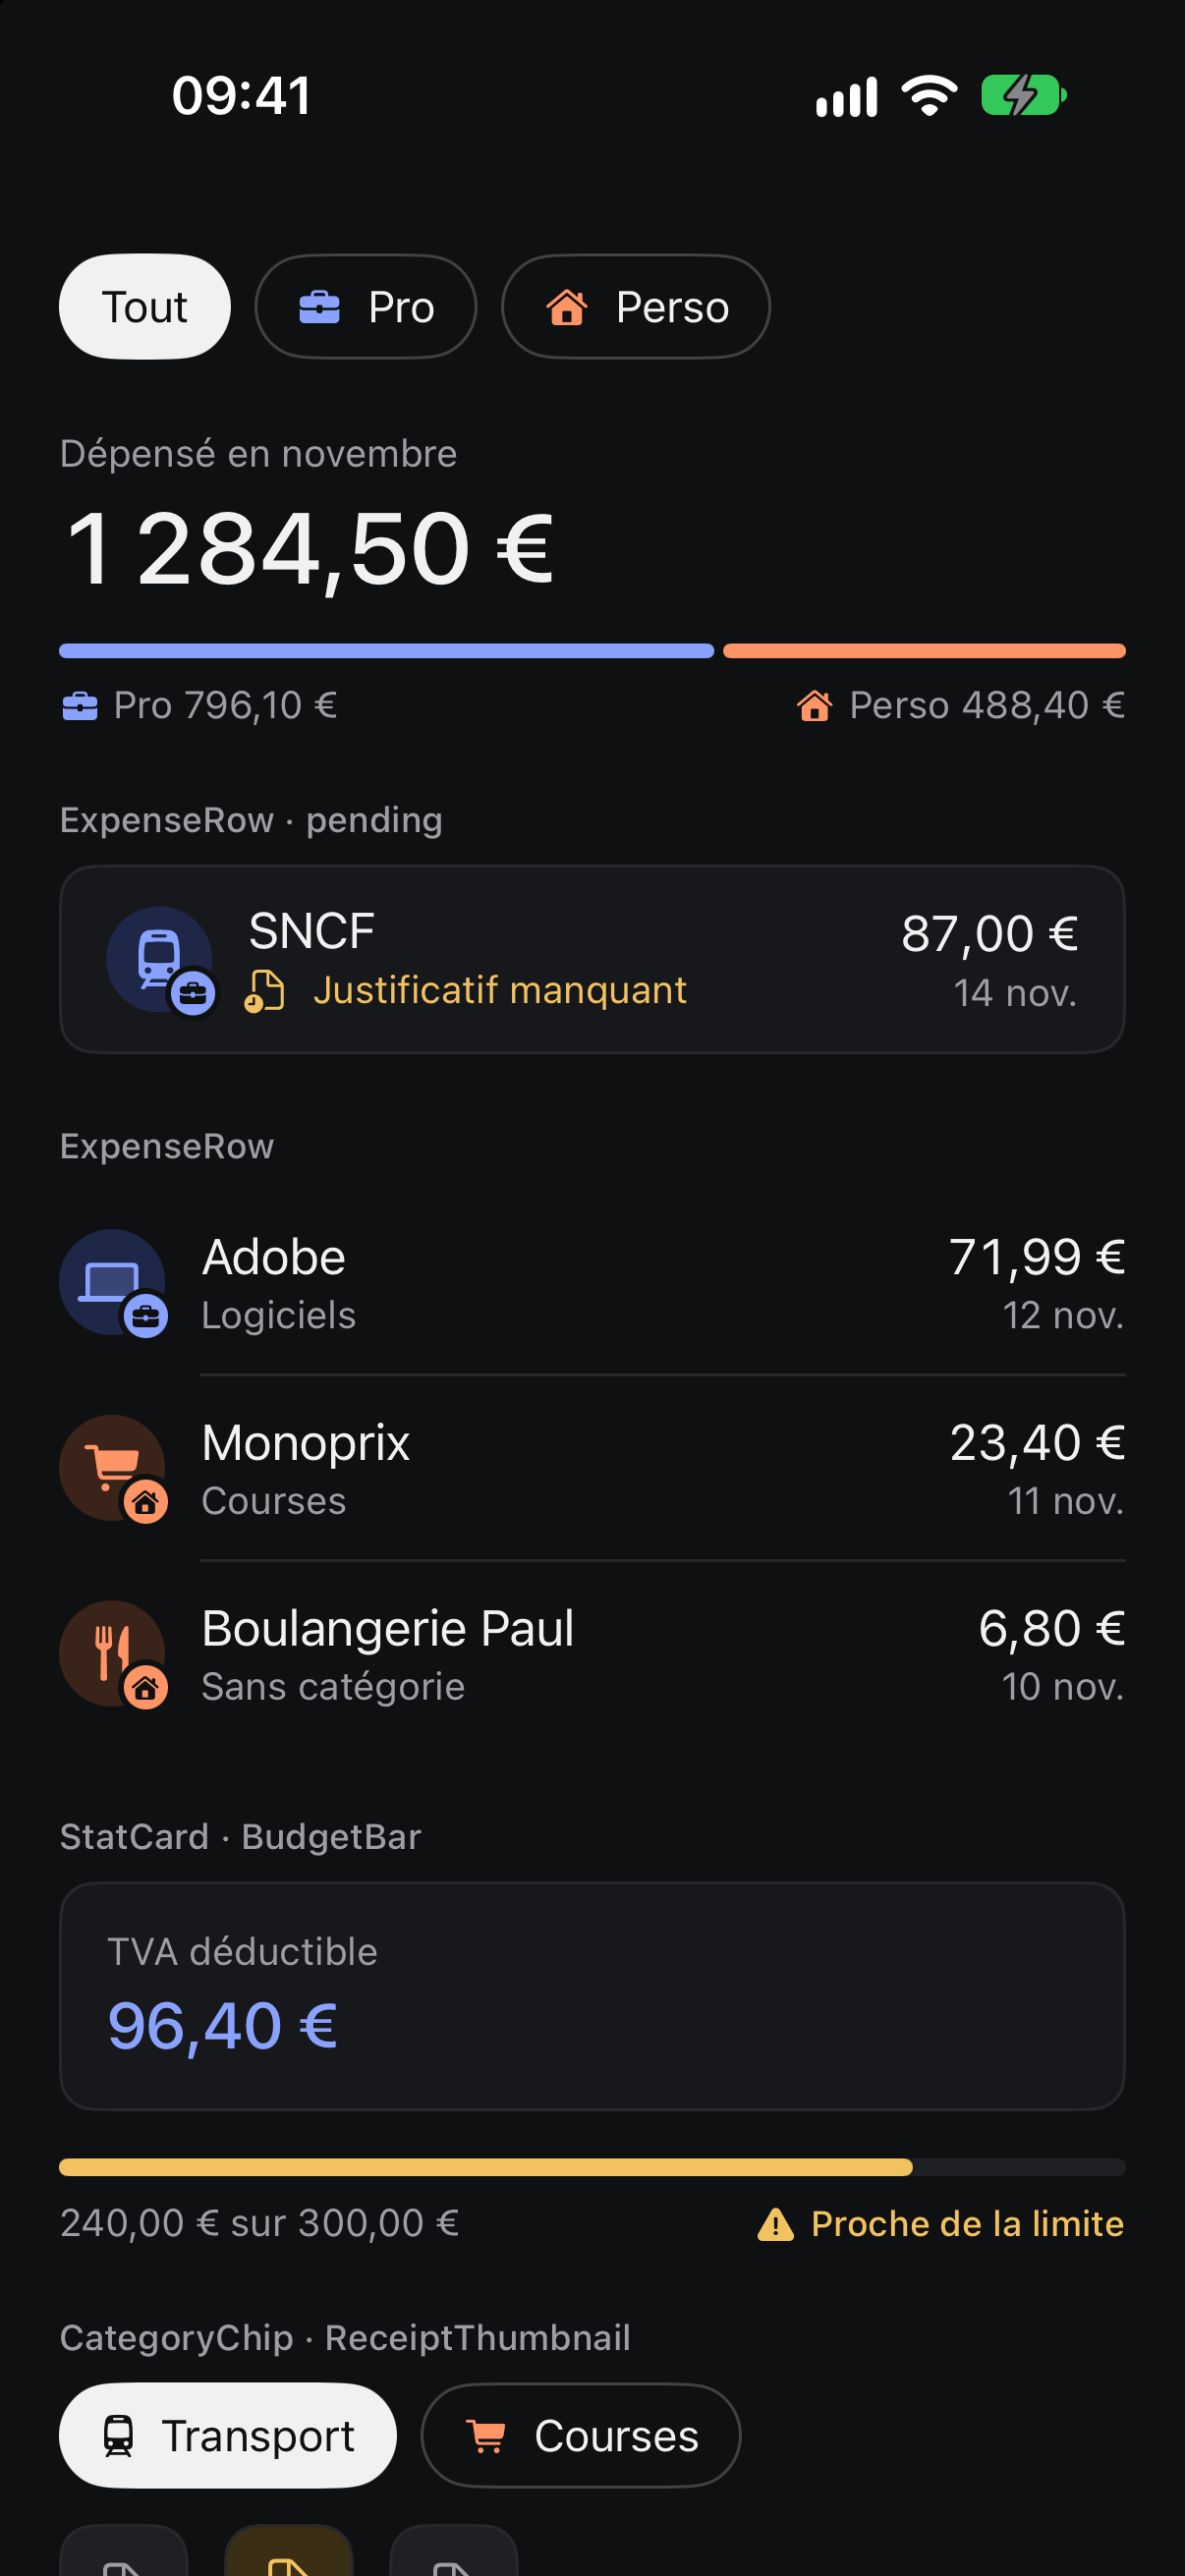 09:41
Tout
Pro
Perso
Dépensé en novembre
1 284,50 €
Pro 796,10 €
Perso 488,40 €
ExpenseRow · pending
SNCF
87,00 €
Justificatif manquant
14 nov.
ExpenseRow
Adobe
71,99 €
Logiciels
12 nov.
Monoprix
23,40 €
Courses
11 nov.
Boulangerie Paul
6,80 €
Sans catégorie
10 nov.
StatCard · BudgetBar
TVA déductible
96,40 €
240,00 € sur 300,00 €
Proche de la limite
CategoryChip · ReceiptThumbnail
Transport
Courses